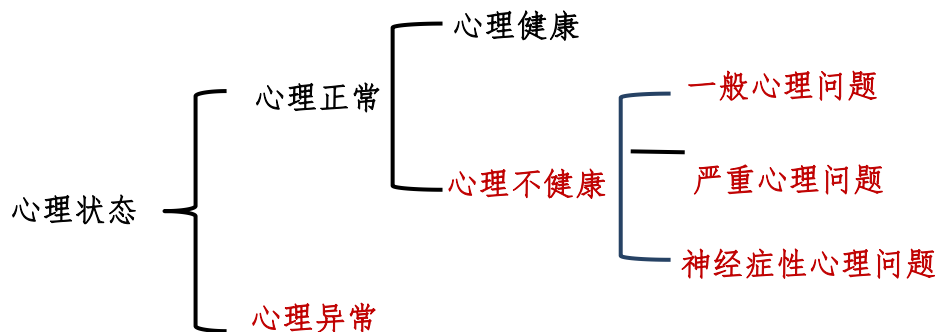 心理健康
一般心理问题
心理正常
严重心理问题
心理不健康
心理状态
神经症性心理问题
心理异常